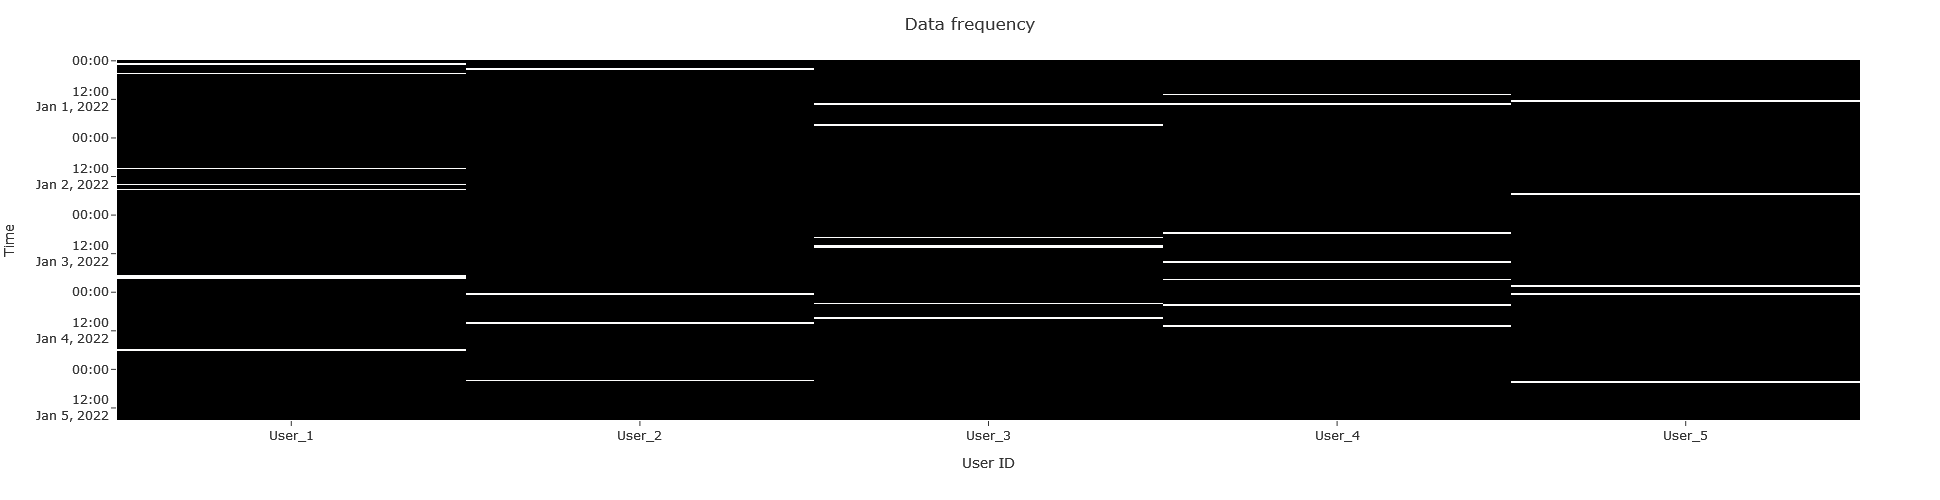 Data frequency
00:00
12:00
Jan 1, 2022
00:00
12:00
Jan 2, 2022
00:00
12:00
Jan 3, 2022
00:00
12:00
Jan 4, 2022
00:00
12:00
Jan 5, 2022
Time
User_1
User_2
User_3
User_4
User_5
User ID